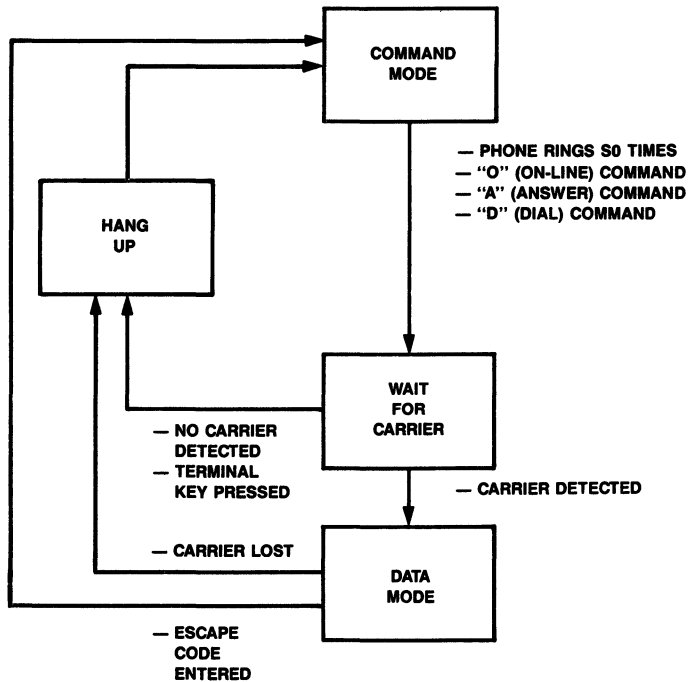 COMMAND
MODE
— PHONE RINGS S0 TIMES
— “O” (ON-LINE) COMMAND
— “A” (ANSWER) COMMAND
— “D” (DIAL) COMMAND
HANG
UP
WAIT
FOR
CARRIER
— NO CARRIER
DETECTED
— TERMINAL
KEY PRESSED
— CARRIER DETECTED
— CARRIER LOST
DATA
MODE
— ESCAPE
CODE
ENTERED